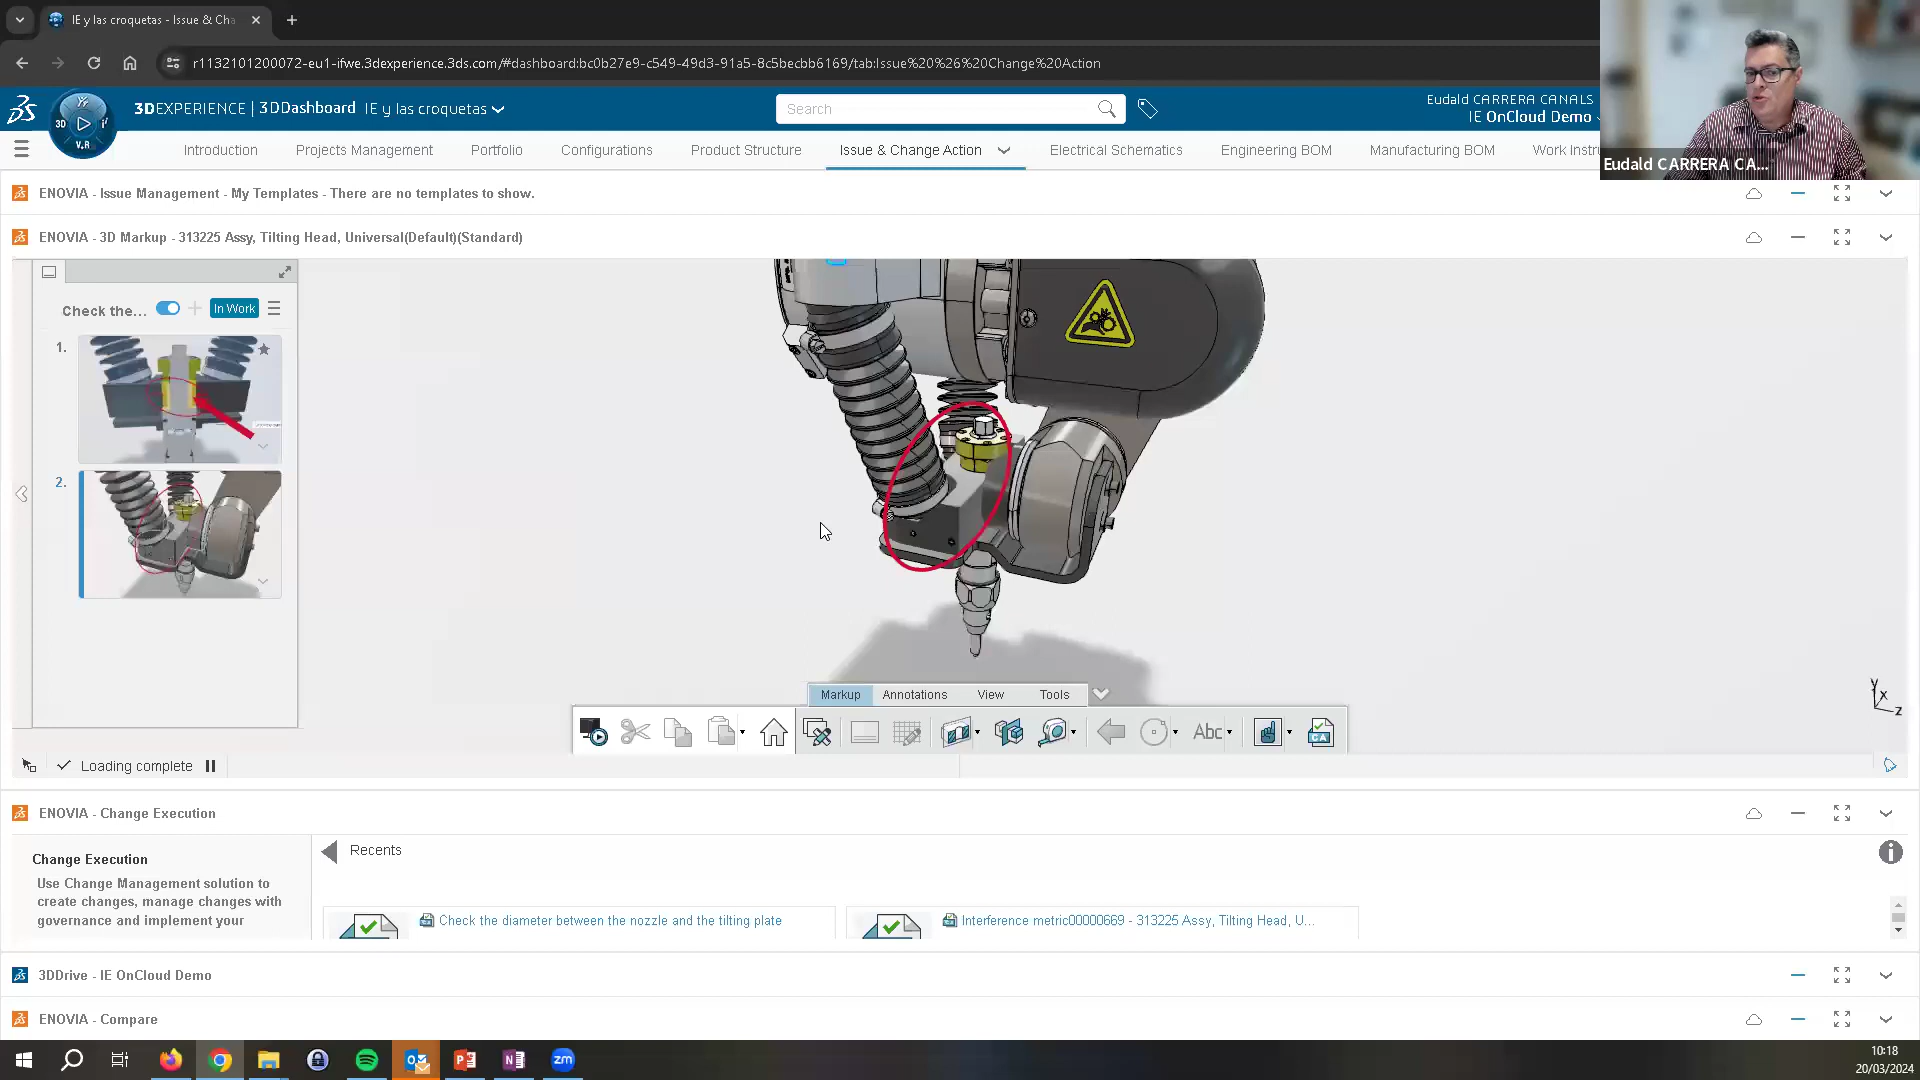 IE y las croquetas - Issue & Cha
r1132101200072-eu1-ifwe.3dexperience.3ds.com/#dashboard:bc0b27e9-c549-49d3-91a5-8c5becbb6169/tab:Issue%20%26%20Change%20Action
3DEXPERIENCE | 3DDashboard IE y las croquetas
3D
V.R
Search
Eudald CARRERA CANALS
IE OnCloud Demo
Eudald CARRERA CA...
Introduction
Projects Management
Portfolio
Configurations
Product Structure
Issue & Change Action
Electrical Schematics
Engineering BOM
Manufacturing BOM
Work Instru
ENOVIA - Issue Management - My Templates - There are no templates to show.
ENOVIA - 3D Markup - 313225 Assy, Tilting Head, Universal(Default)(Standard)
Check the...
In Work
1.
2.
Markup
Annotations
View
Tools
Abc
CA
y
x
z
Loading complete
ENOVIA - Change Execution
Change Execution
Use Change Management solution to
create changes, manage changes with
governance and implement your
Recents
Check the diameter between the nozzle and the tilting plate
Interference metric00000669 - 313225 Assy, Tilting Head, U...
3DDrive - IE OnCloud Demo
ENOVIA - Compare
zm
10:18
20/03/2024